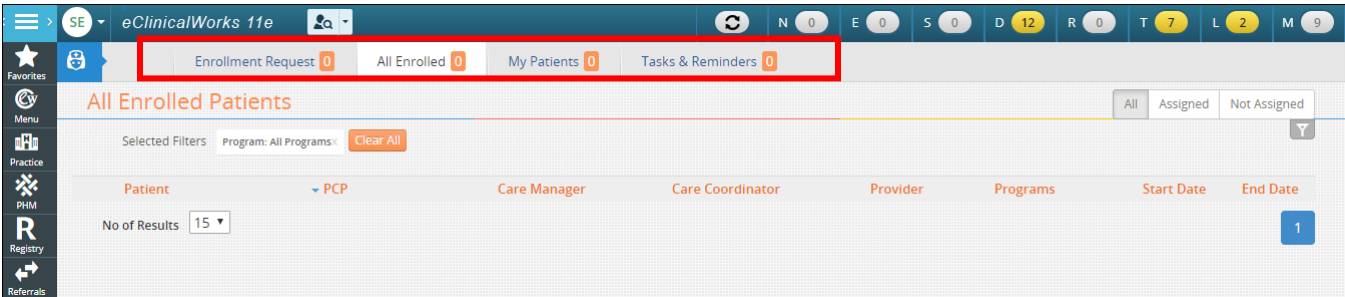 SE eClinicalWorks 11e N 0 E 0 S 0 D 12 R 0 T 7 L 2 M 9
Favorites
Enrollment Request 0 All Enrolled 0 My Patients 0 Tasks & Reminders 0
Menu
All Enrolled Patients All Assigned Not Assigned
Practice
Selected Filters Program: All Programs× Clear All
PHM
Patient PCP Care Manager Care Coordinator Provider Programs Start Date End Date
R
Registry
No of Results 15 1
Referrals